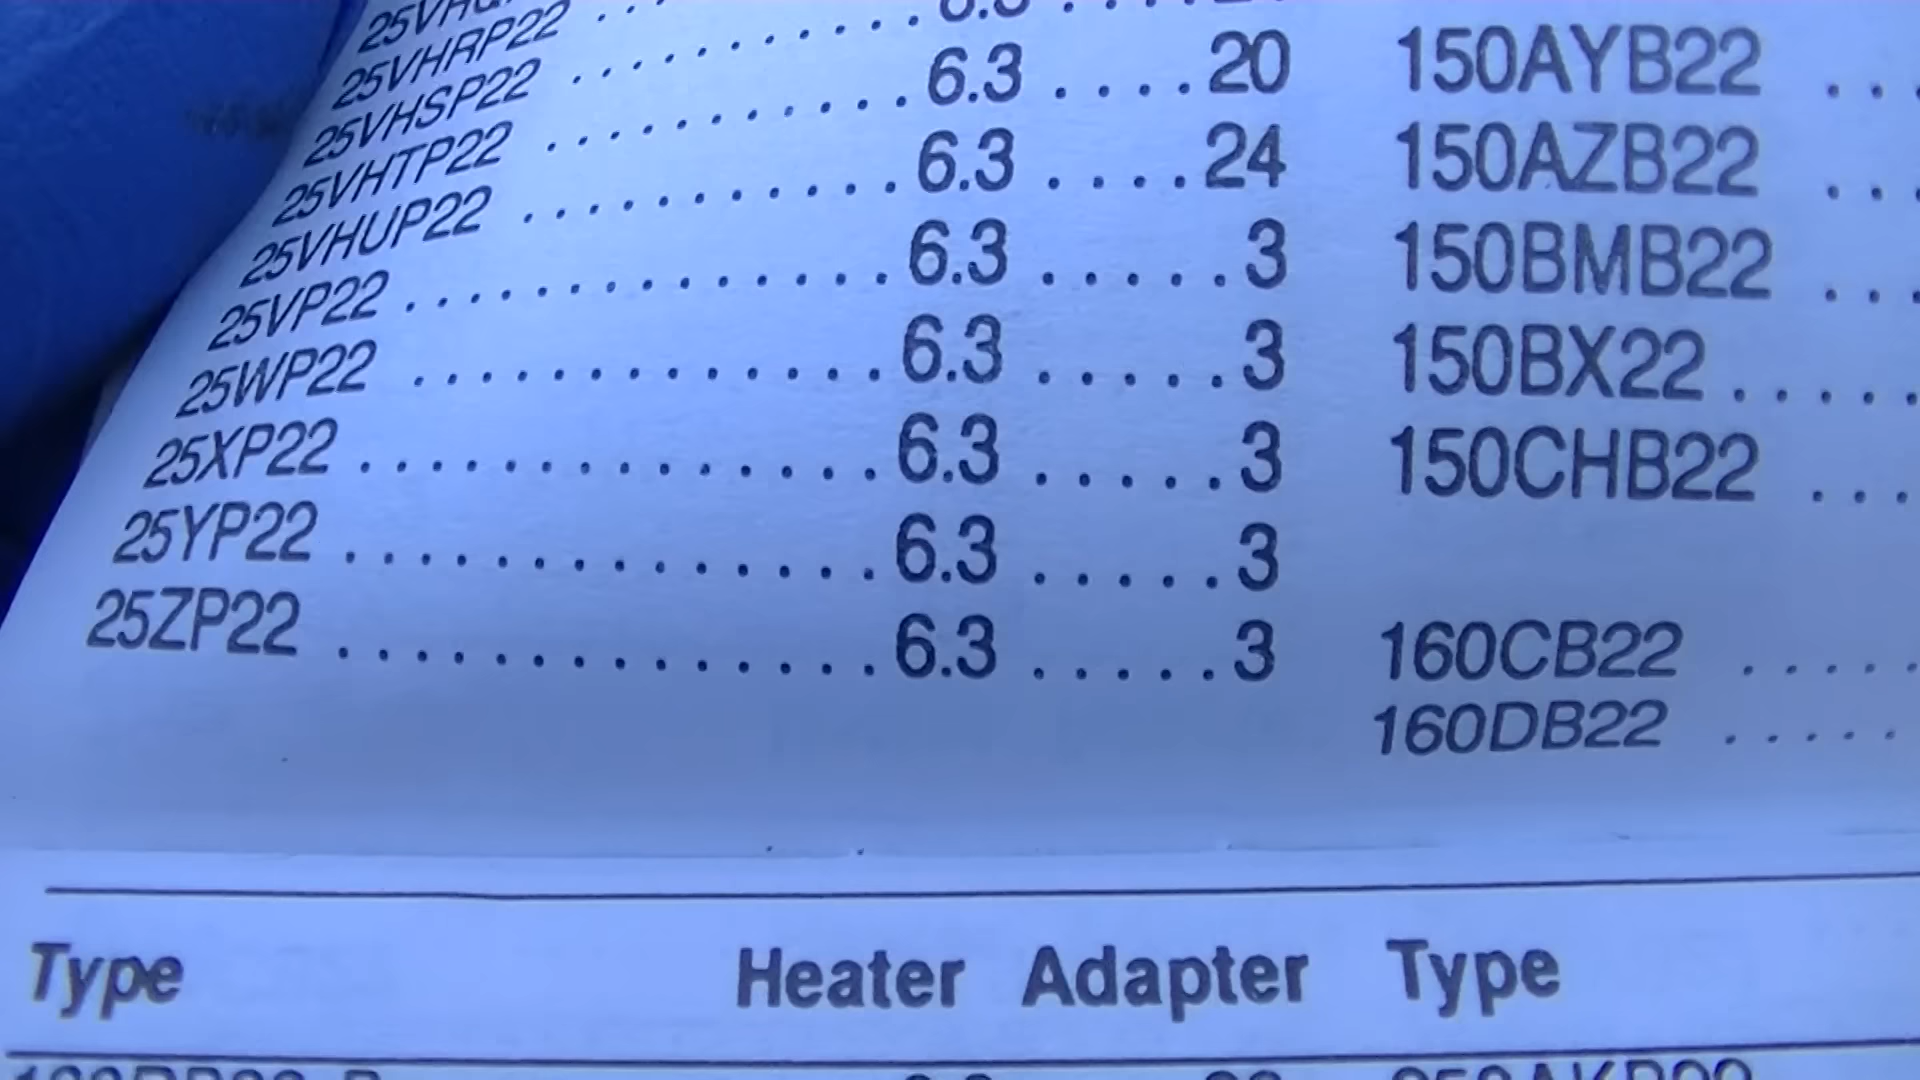 25VHRP22
25VHSP22 . . . . . . . . . . 6.3
25VHTP22 . . . . . . . . . . 6.3 . . . . 20 150AYB22 . . .
25VHUP22 . . . . . . . . . . 6.3 . . . . 24 150AZB22 . . .
25VP22 . . . . . . . . . . . . . . 6.3 . . . . . 3 150BMB22 . . .
25WP22 . . . . . . . . . . . . . . 6.3 . . . . . 3 150BX22 . . . . .
25XP22 . . . . . . . . . . . . . . 6.3 . . . . . 3 150CHB22 . . .
25YP22 . . . . . . . . . . . . . . 6.3 . . . . . 3
25ZP22 . . . . . . . . . . . . . . 6.3 . . . . . 3 160CB22 . . . . .
160DB22 . . . . .
Type Heater Adapter Type